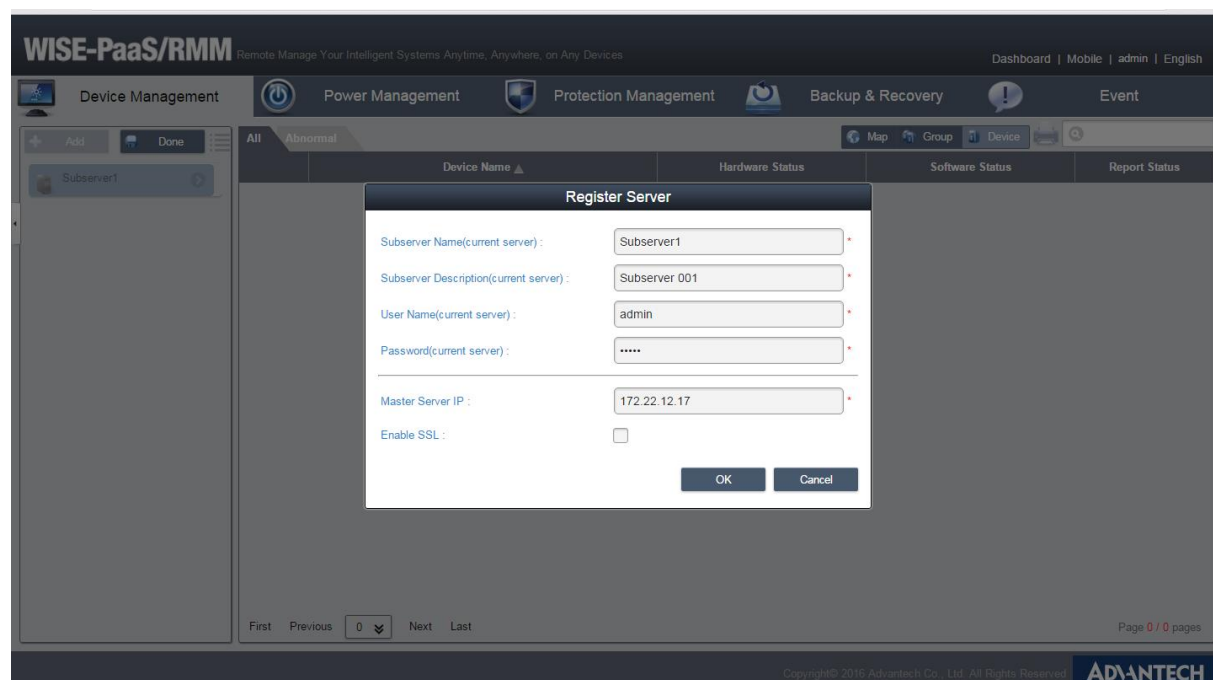 WISE-PaaS/RMM Remote Manage Your Intelligent Systems Anytime, Anywhere, on Any Devices
Dashboard | Mobile | admin | English
Device Management Power Management Protection Management Backup & Recovery Event
Add Done All Abnormal Map Group Device
Subserver1
Device Name Hardware Status Software Status Report Status
Register Server
Subserver Name(current server) : Subserver1 *
Subserver Description(current server) : Subserver 001 *
User Name(current server) : admin *
Password(current server) : ••••• *
Master Server IP : 172.22.12.17 *
Enable SSL :
OK Cancel
First Previous 0 Next Last Page 0 / 0 pages
Copyright© 2016 Advantech Co., Ltd. All Rights Reserved ADVANTECH